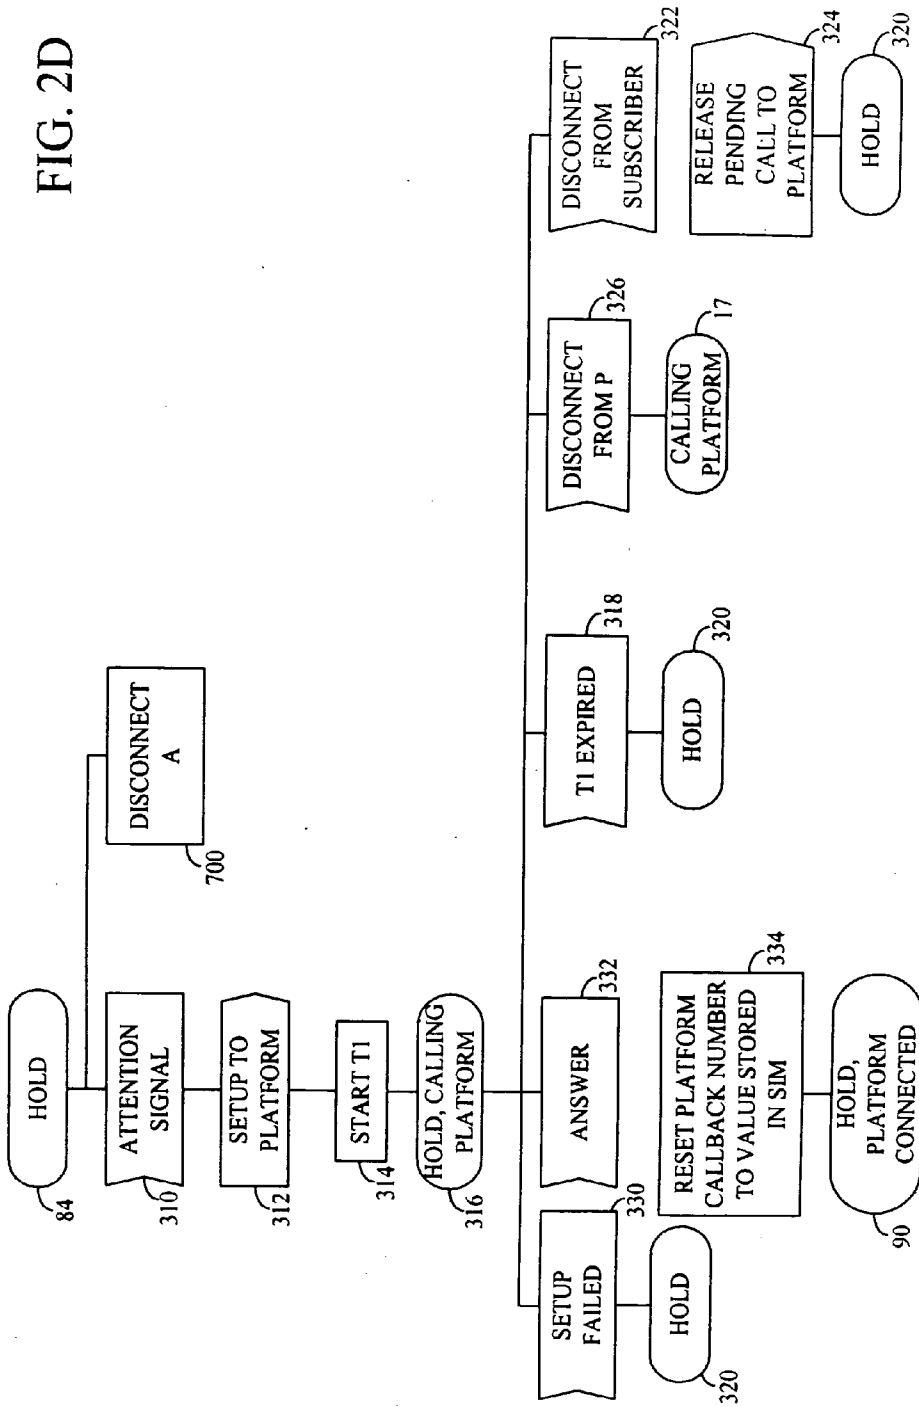 FIG. 2D
HOLD
84
DISCONNECT
A
700
ATTENTION
SIGNAL
310
SETUP TO
PLATFORM
312
START T1
314
HOLD, CALLING
PLATFORM
316
SETUP
FAILED
330
HOLD
320
ANSWER
332
RESET PLATFORM
CALLBACK NUMBER
TO VALUE STORED
IN SIM
334
HOLD,
PLATFORM
CONNECTED
90
T1 EXPIRED
318
HOLD
320
DISCONNECT
FROM P
326
CALLING
PLATFORM
17
DISCONNECT
FROM
SUBSCRIBER
322
RELEASE
PENDING
CALL TO
PLATFORM
324
HOLD
320